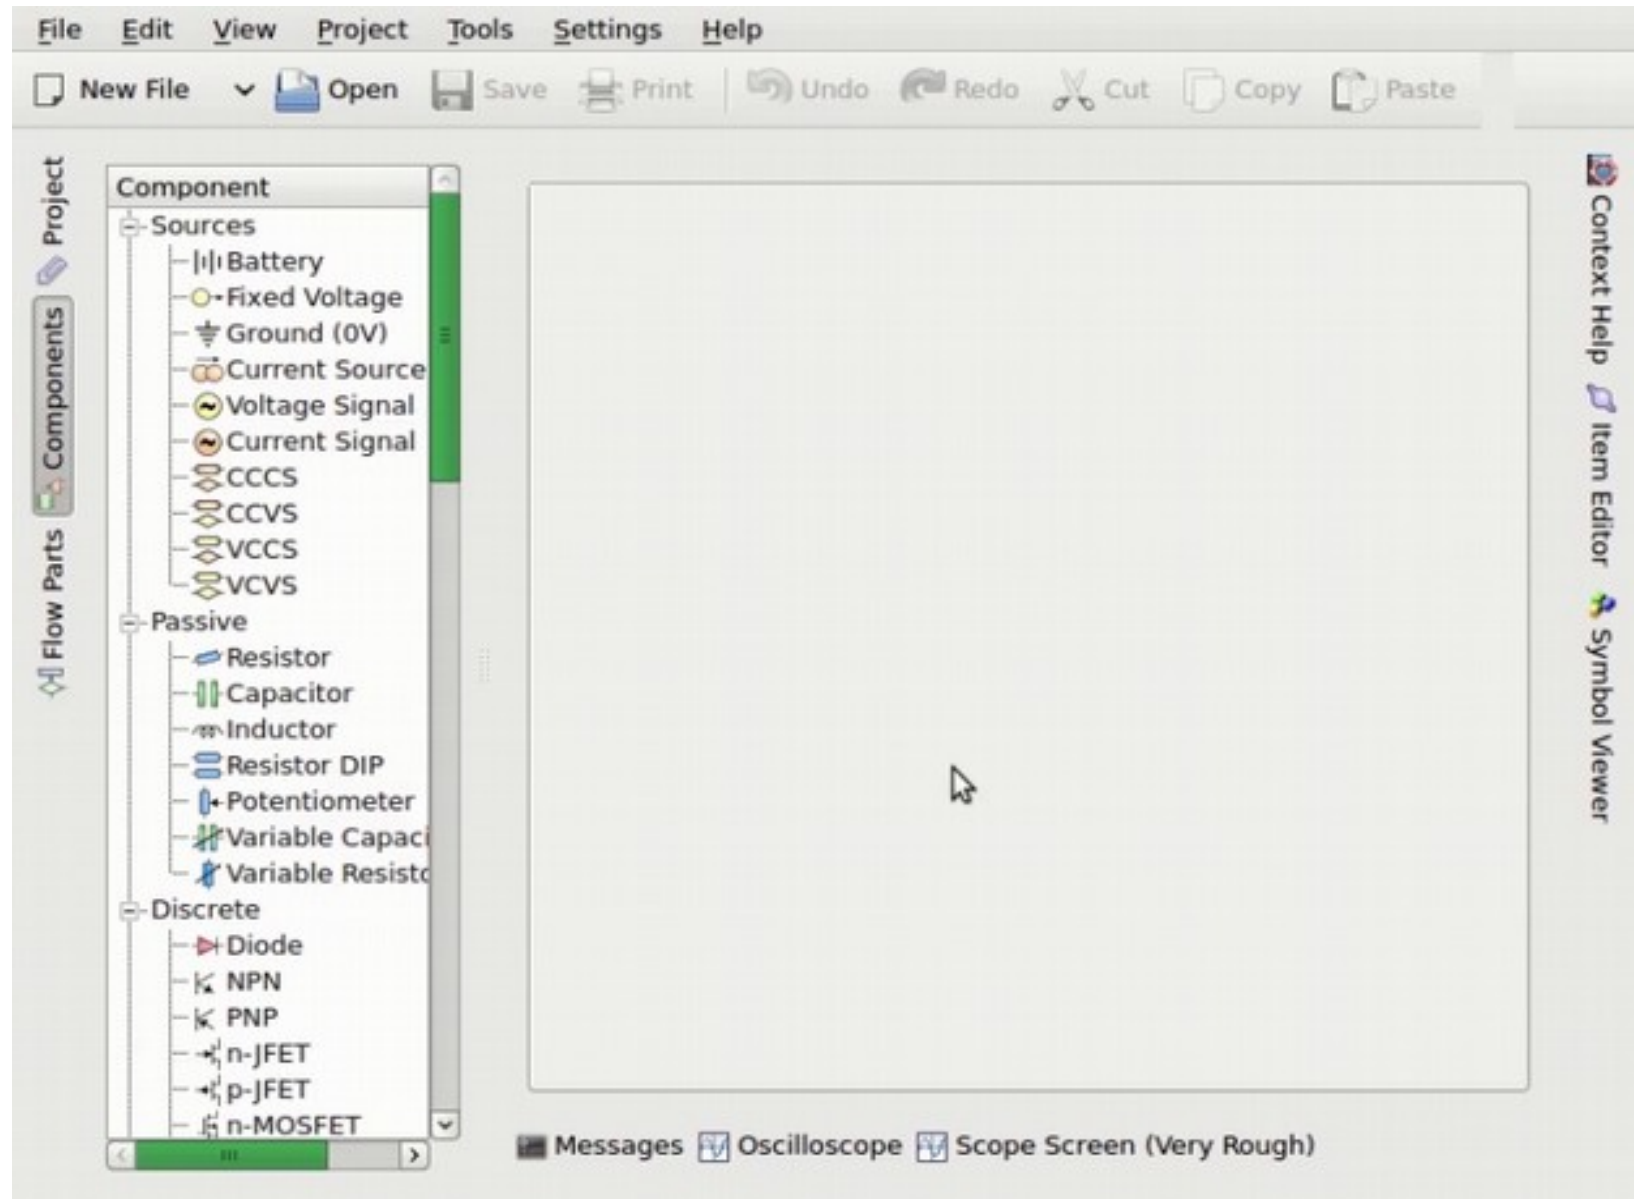 File Edit View Project Tools Settings Help
New File Open Save Print Undo Redo Cut Copy Paste
Project
Components
Flow Parts
Component
Sources
Battery
Fixed Voltage
Ground (0V)
Current Source
Voltage Signal
Current Signal
CCCS
CCVS
VCCS
VCVS
Passive
Resistor
Capacitor
Inductor
Resistor DIP
Potentiometer
Variable Capaci
Variable Resisto
Discrete
Diode
NPN
PNP
n-JFET
p-JFET
n-MOSFET
Context Help
Item Editor
Symbol Viewer
Messages Oscilloscope Scope Screen (Very Rough)